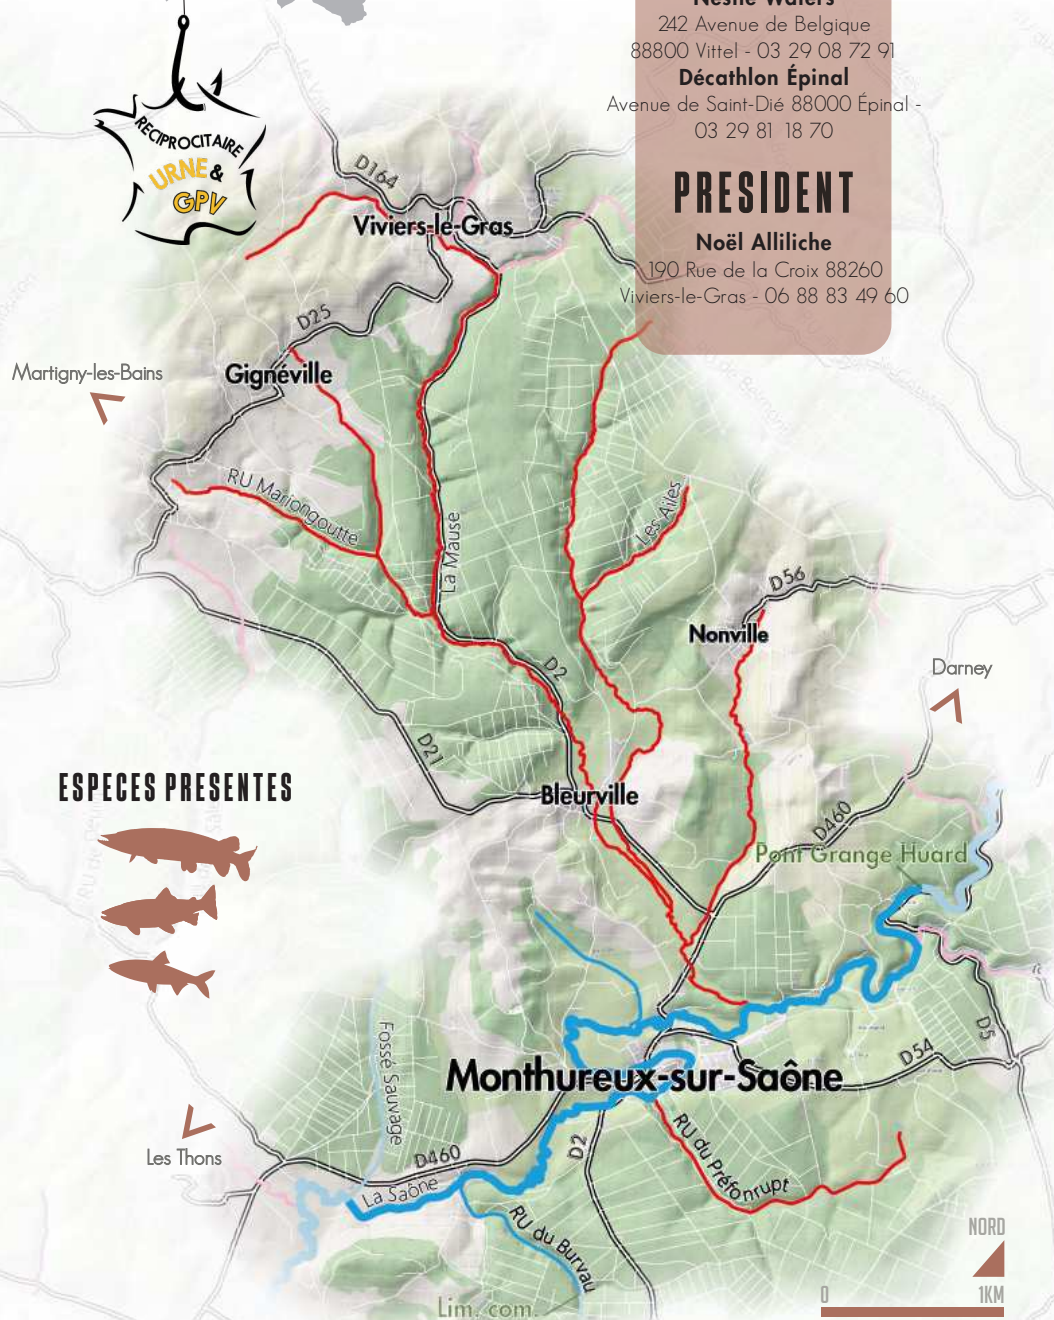 Nestlé Waters
242 Avenue de Belgique
88800 Vittel - 03 29 08 72 91
Décathlon Épinal
Avenue de Saint-Dié 88000 Épinal -
03 29 81 18 70
PRESIDENT
Noël Alliliche
190 Rue de la Croix 88260
Viviers-le-Gras - 06 88 83 49 60
RECIPROCITAIRE
URNE &
GPV
D164
Viviers-le-Gras
D25
Martigny-les-Bains
Gignéville
RU Mariongoutte
La Mause
Les Ailes
D56
Nonville
Darney
D2
D21
ESPECES PRESENTES
Bleurville
D460
Pont Grange Huard
Fossé Sauvage
D5
D54
Monthureux-sur-Saône
Les Thons
D460
D2
RU du Préfonrupt
La Saône
RU du Burvau
NORD
0 1KM
Lim. com.